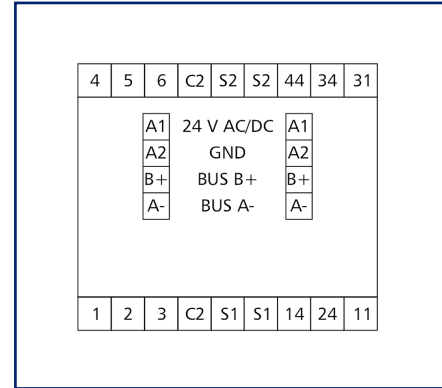 4 5 6 C2 S2 S2 44 34 31
A1 24 V AC/DC A1
A2 GND A2
B+ BUS B+ B+
A- BUS A- A-
1 2 3 C2 S1 S1 14 24 11